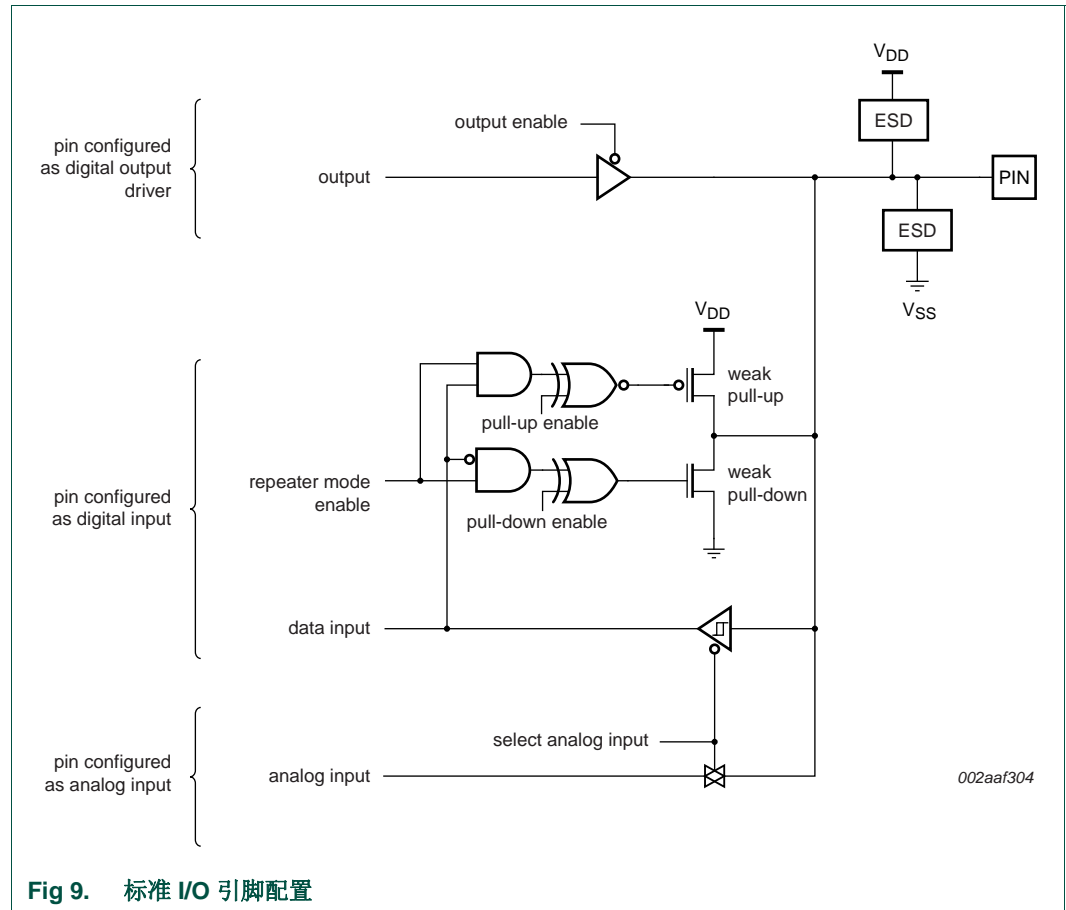 VDD
ESD
output enable
pin configured
as digital output
driver
output
PIN
ESD
VSS
VDD
weak
pull-up
pull-up enable
repeater mode
enable
weak
pull-down
pull-down enable
pin configured
as digital input
data input
select analog input
pin configured
as analog input
analog input
002aaf304
Fig 9. 标准 I/O 引脚配置